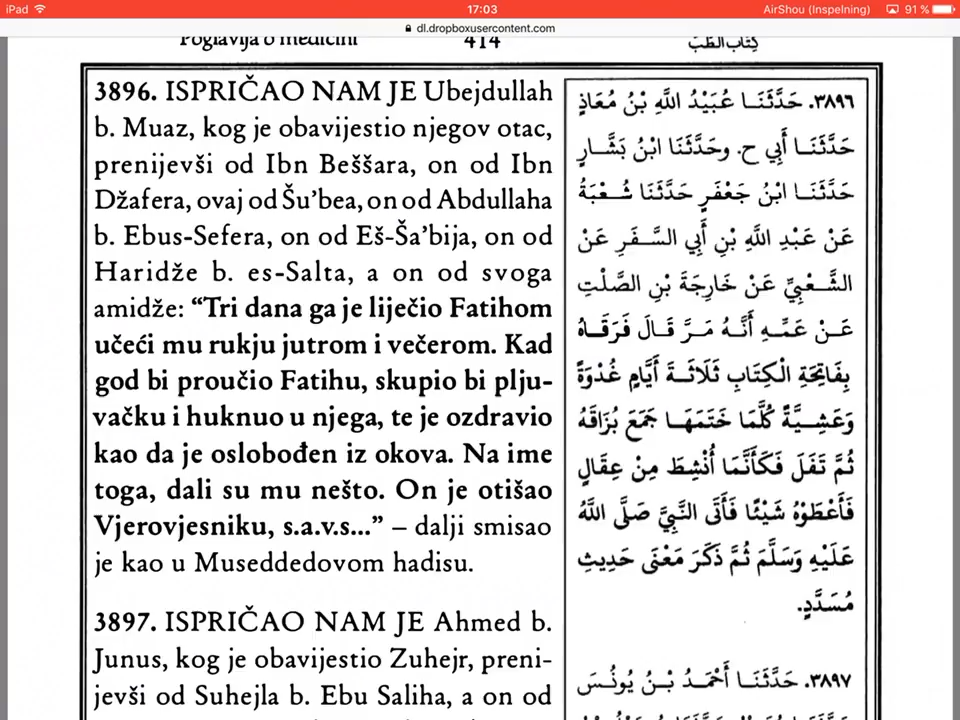 iPad 17:03 AirShou (Inspelning) 91 %
dl.dropboxusercontent.com
Poglavlja o medicini 414 كِتَابُ الطِّبِّ
3896. ISPRIČAO NAM JE Ubejdullah
b. Muaz, kog je obavijestio njegov otac,
prenijevši od Ibn Beššara, on od Ibn
Džafera, ovaj od Šu’bea, on od Abdullaha
b. Ebus-Sefera, on od Eš-Ša’bija, on od
Haridže b. es-Salta, a on od svoga
amidže: “Tri dana ga je liječio Fatihom
učeći mu rukju jutrom i večerom. Kad
god bi proučio Fatihu, skupio bi plju-
vačku i huknuo u njega, te je ozdravio
kao da je oslobođen iz okova. Na ime
toga, dali su mu nešto. On je otišao
Vjerovjesniku, s.a.v.s...” – dalji smisao
je kao u Museddedovom hadisu.
3897. ISPRIČAO NAM JE Ahmed b.
Junus, kog je obavijestio Zuhejr, preni-
jevši od Suhejla b. Ebu Saliha, a on od
٣٨٩٦. حَدَّثَنَا عُبَيْدُ اللَّهِ بْنُ مُعَاذٍ
حَدَّثَنَا أَبِي ح. وحَدَّثَنَا ابْنُ بَشَّارٍ
حَدَّثَنَا ابْنُ جَعْفَرٍ حَدَّثَنَا شُعْبَةُ
عَنْ عَبْدِ اللَّهِ بْنِ أَبِي السَّفَرِ عَنْ
الشَّعْبِيِّ عَنْ خَارِجَةَ بْنِ الصَّلْتِ
عَنْ عَمِّهِ أَنَّهُ مَرَّ قَالَ فَرَقَاهُ
بِفَاتِحَةِ الْكِتَابِ ثَلَاثَةَ أَيَّامٍ غُدْوَةً
وَعَشِيَّةً كُلَّمَا خَتَمَهَا جَمَعَ بُزَاقَهُ
ثُمَّ تَفَلَ فَكَأَنَّمَا أُنْشِطَ مِنْ عِقَالٍ
فَأَعْطَوْهُ شَيْئًا فَأَتَى النَّبِيَّ صَلَّى اللَّهُ
عَلَيْهِ وَسَلَّمَ ثُمَّ ذَكَرَ مَعْنَى حَدِيثِ
مُسَدَّدٍ.
٣٨٩٧. حَدَّثَنَا أَحْمَدُ بْنُ يُونُسَ